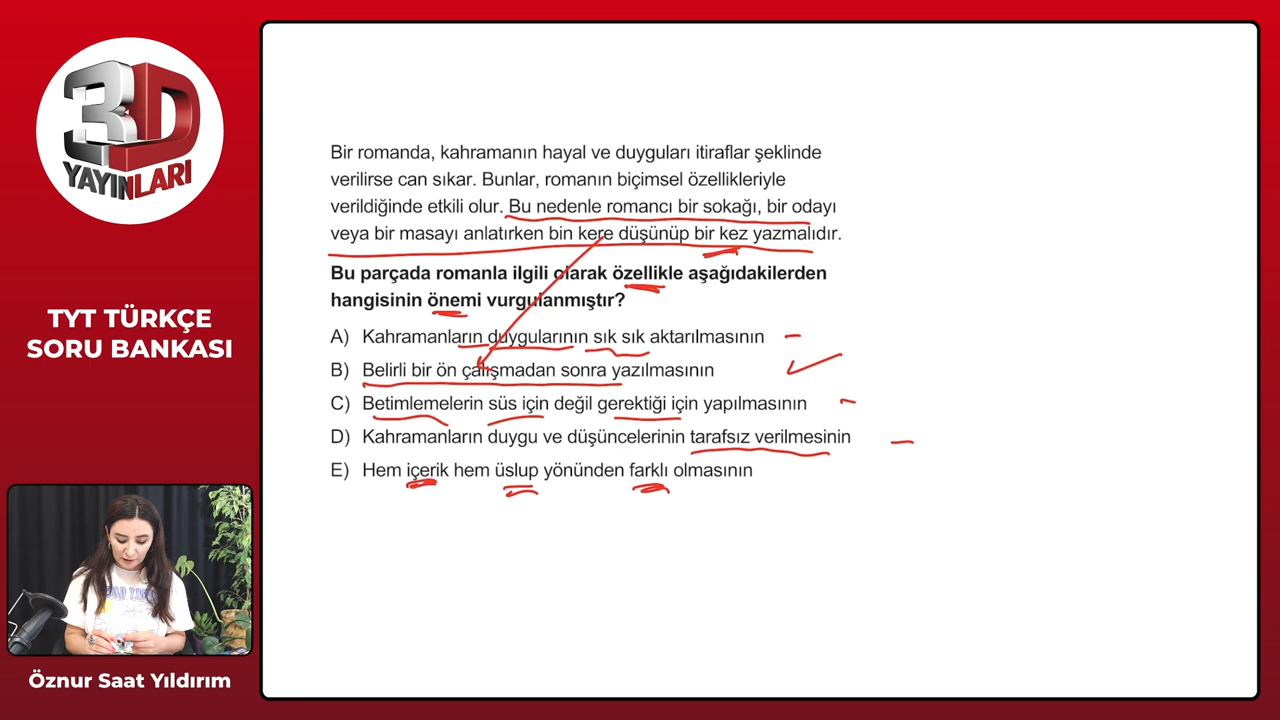 3D
YAYINLARI
TYT TÜRKÇE
SORU BANKASI
Öznur Saat Yıldırım
Bir romanda, kahramanın hayal ve duyguları itiraflar şeklinde
verilirse can sıkar. Bunlar, romanın biçimsel özellikleriyle
verildiğinde etkili olur. Bu nedenle romancı bir sokağı, bir odayı
veya bir masayı anlatırken bin kere düşünüp bir kez yazmalıdır.
Bu parçada romanla ilgili olarak özellikle aşağıdakilerden
hangisinin önemi vurgulanmıştır?
A) Kahramanların duygularının sık sık aktarılmasının
B) Belirli bir ön çalışmadan sonra yazılmasının
C) Betimlemelerin süs için değil gerektiği için yapılmasının
D) Kahramanların duygu ve düşüncelerinin tarafsız verilmesinin
E) Hem içerik hem üslup yönünden farklı olmasının